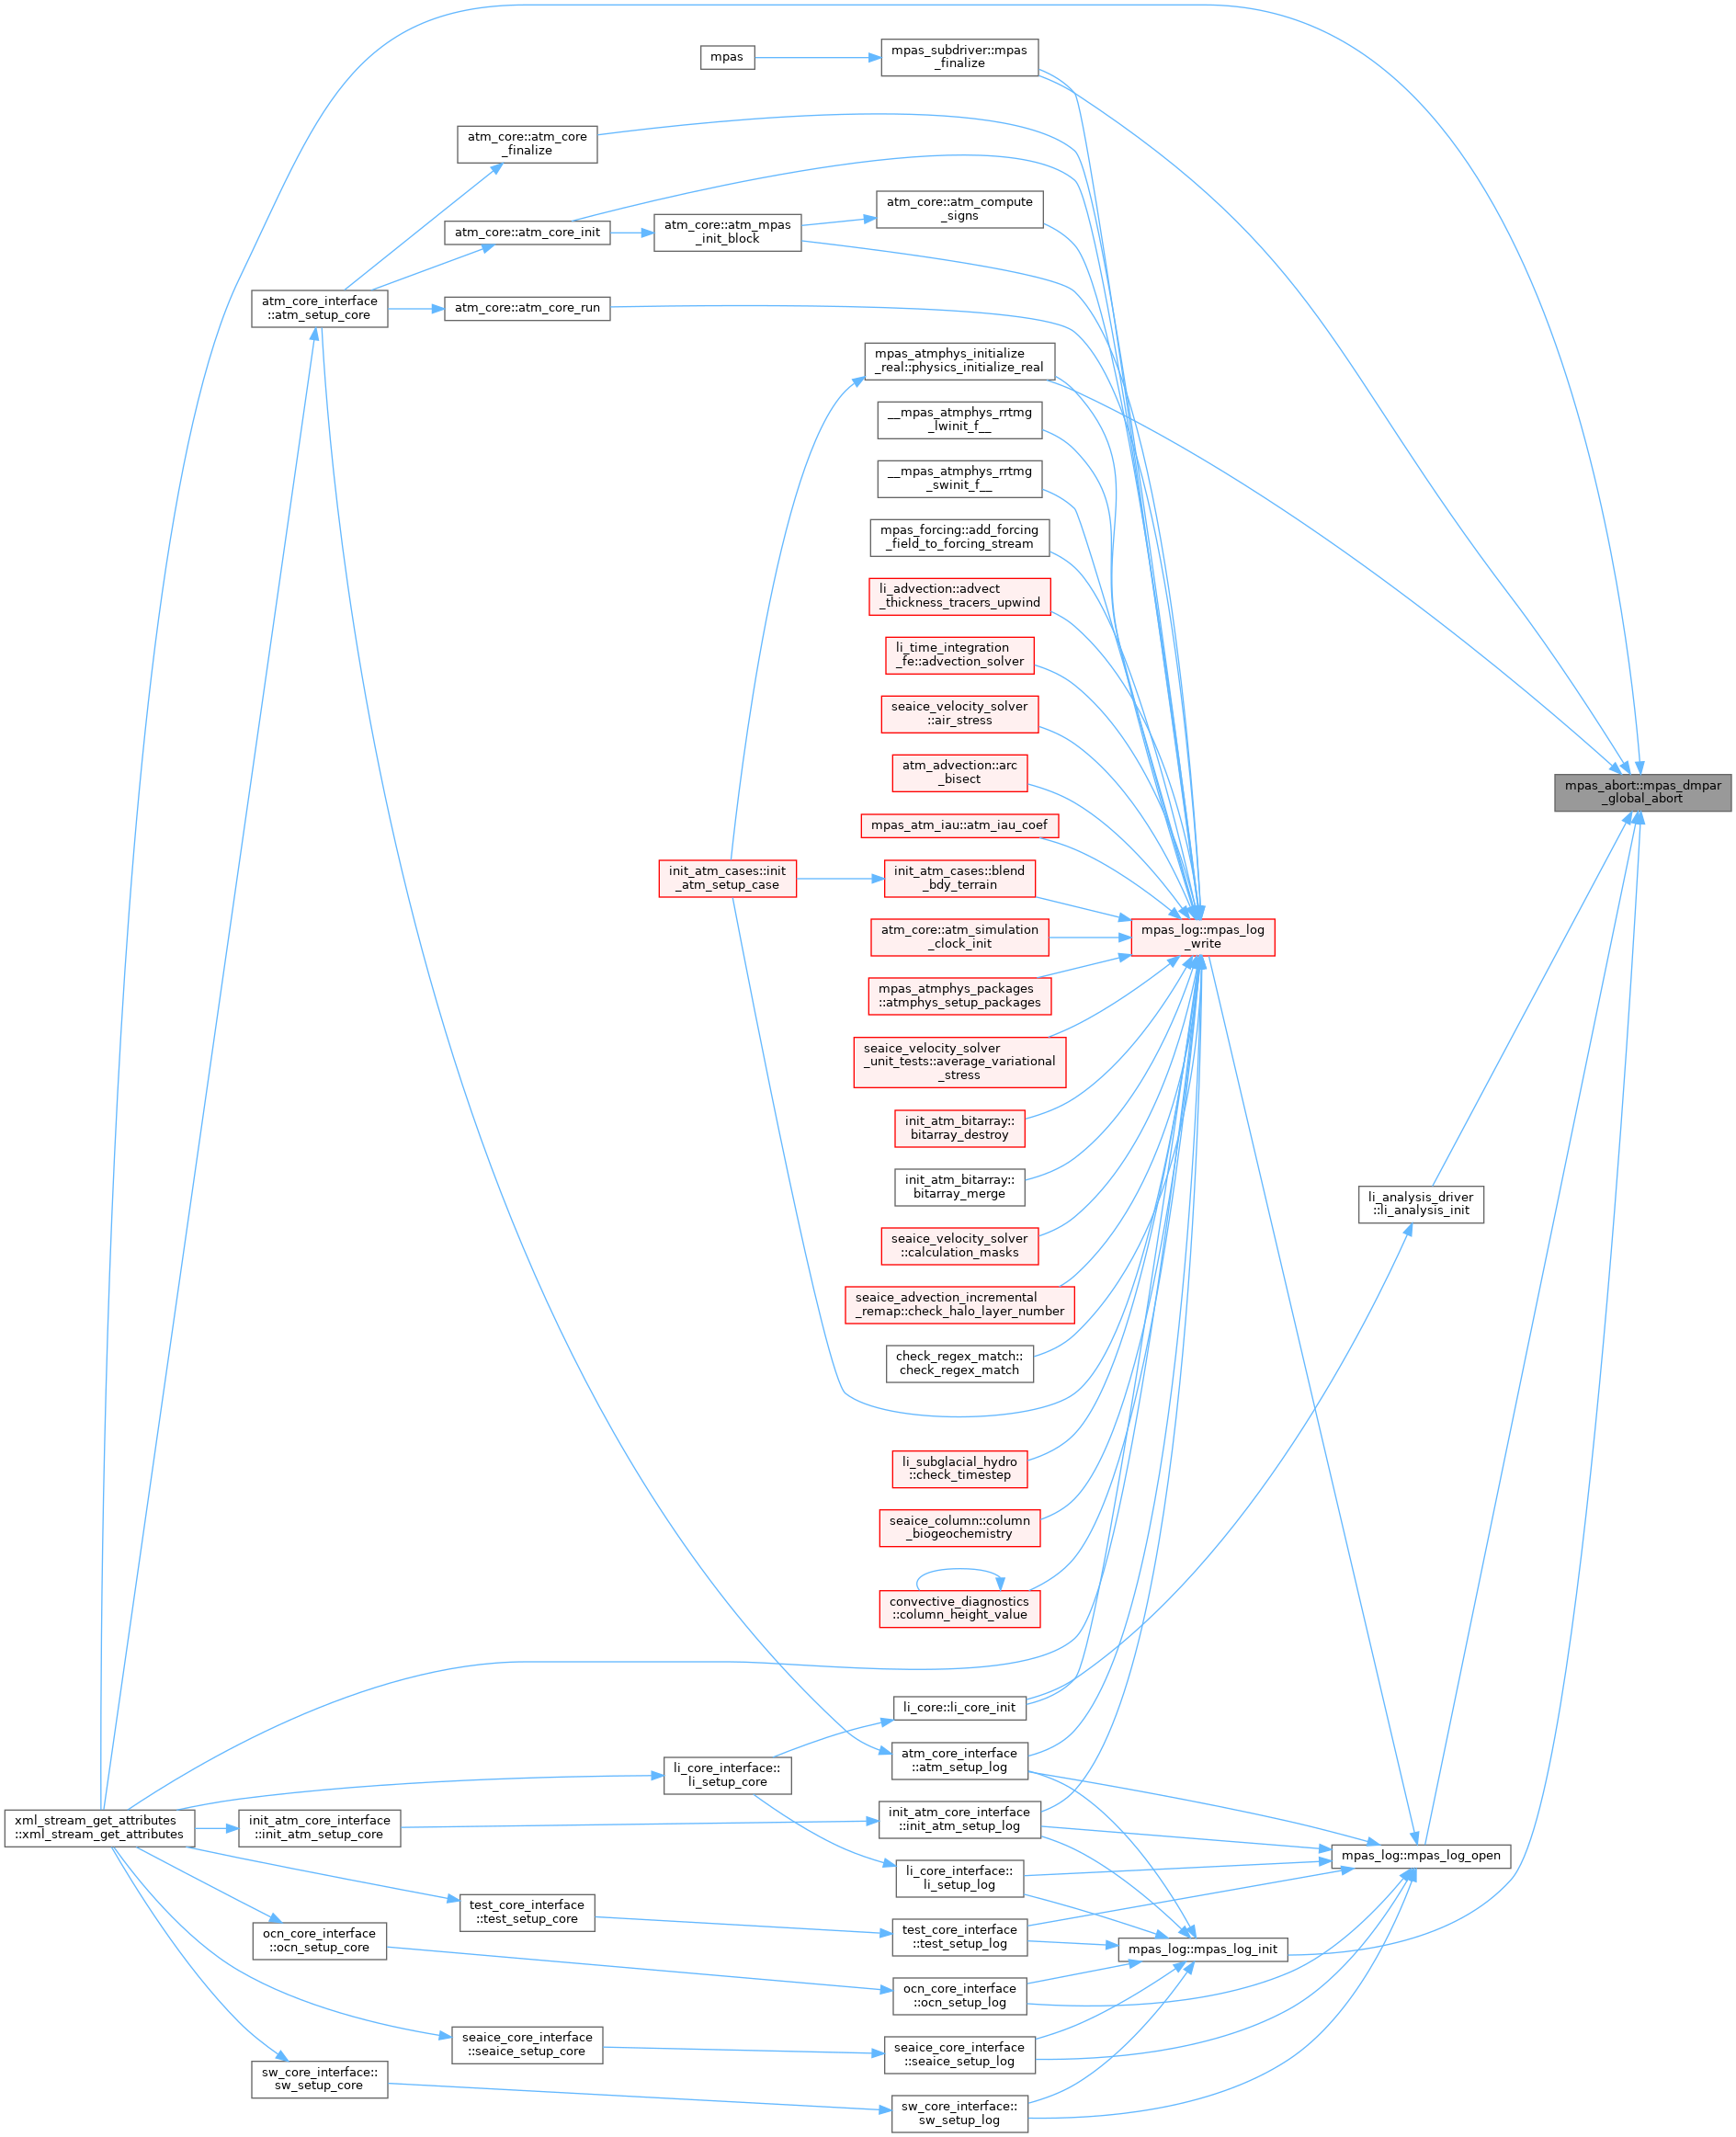 mpas
mpas_subdriver::mpas
_finalize
atm_core::atm_core
_finalize
atm_core::atm_core_init
atm_core::atm_mpas
_init_block
atm_core::atm_compute
_signs
atm_core_interface
::atm_setup_core
atm_core::atm_core_run
mpas_atmphys_initialize
_real::physics_initialize_real
__mpas_atmphys_rrtmg
_lwinit_f__
__mpas_atmphys_rrtmg
_swinit_f__
mpas_forcing::add_forcing
_field_to_forcing_stream
li_advection::advect
_thickness_tracers_upwind
li_time_integration
_fe::advection_solver
seaice_velocity_solver
::air_stress
atm_advection::arc
_bisect
mpas_abort::mpas_dmpar
_global_abort
mpas_atm_iau::atm_iau_coef
init_atm_cases::init
_atm_setup_case
init_atm_cases::blend
_bdy_terrain
atm_core::atm_simulation
_clock_init
mpas_log::mpas_log
_write
mpas_atmphys_packages
::atmphys_setup_packages
seaice_velocity_solver
_unit_tests::average_variational
_stress
init_atm_bitarray::
bitarray_destroy
init_atm_bitarray::
bitarray_merge
li_analysis_driver
::li_analysis_init
seaice_velocity_solver
::calculation_masks
seaice_advection_incremental
_remap::check_halo_layer_number
check_regex_match::
check_regex_match
li_subglacial_hydro
::check_timestep
seaice_column::column
_biogeochemistry
convective_diagnostics
::column_height_value
li_core::li_core_init
atm_core_interface
::atm_setup_log
li_core_interface::
li_setup_core
xml_stream_get_attributes
::xml_stream_get_attributes
init_atm_core_interface
::init_atm_setup_core
init_atm_core_interface
::init_atm_setup_log
mpas_log::mpas_log_open
li_core_interface::
li_setup_log
test_core_interface
::test_setup_core
test_core_interface
::test_setup_log
ocn_core_interface
::ocn_setup_core
mpas_log::mpas_log_init
ocn_core_interface
::ocn_setup_log
seaice_core_interface
::seaice_setup_core
seaice_core_interface
::seaice_setup_log
sw_core_interface::
sw_setup_core
sw_core_interface::
sw_setup_log